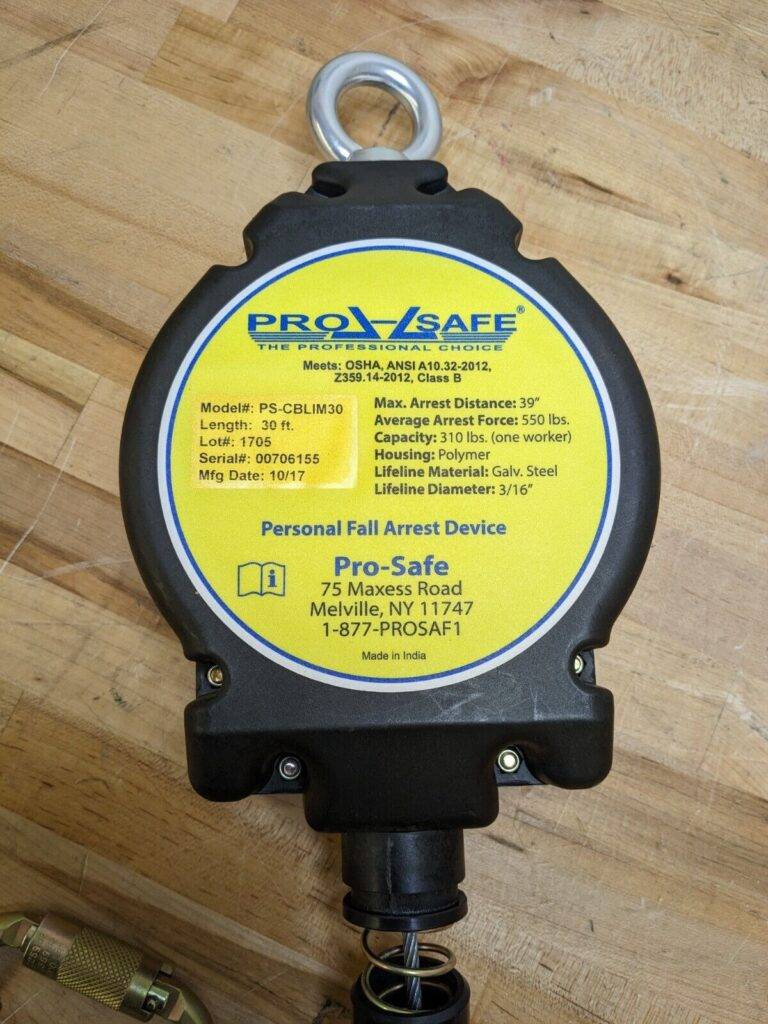 PRO SAFE®
THE PROFESSIONAL CHOICE
Meets: OSHA, ANSI A10.32-2012,
Z359.14-2012, Class B
Model#: PS-CBLIM30
Length: 30 ft.
Lot#: 1705
Serial#: 00706155
Mfg Date: 10/17
Max. Arrest Distance: 39"
Average Arrest Force: 550 lbs.
Capacity: 310 lbs. (one worker)
Housing: Polymer
Lifeline Material: Galv. Steel
Lifeline Diameter: 3/16"
Personal Fall Arrest Device
i
Pro-Safe
75 Maxess Road
Melville, NY 11747
1-877-PROSAF1
Made in India